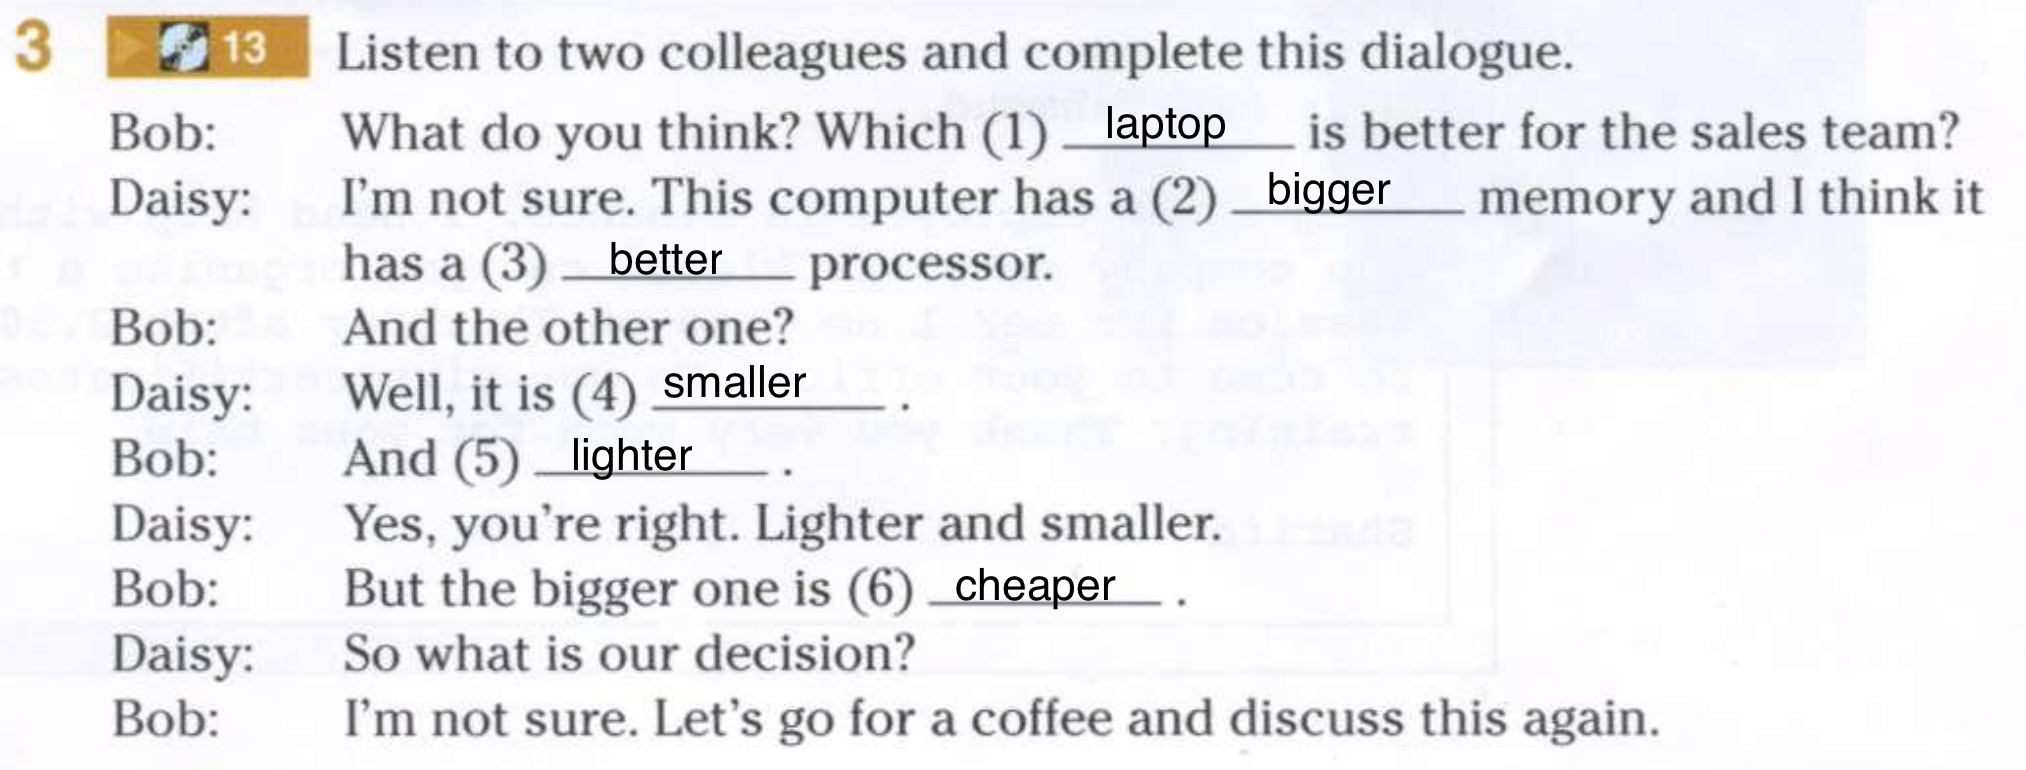 3 13 Listen to two colleagues and complete this dialogue.
Bob: What do you think? Which (1) laptop is better for the sales team?
Daisy: I'm not sure. This computer has a (2) bigger memory and I think it
has a (3) better processor.
Bob: And the other one?
Daisy: Well, it is (4) smaller .
Bob: And (5) lighter .
Daisy: Yes, you're right. Lighter and smaller.
Bob: But the bigger one is (6) cheaper .
Daisy: So what is our decision?
Bob: I'm not sure. Let's go for a coffee and discuss this again.